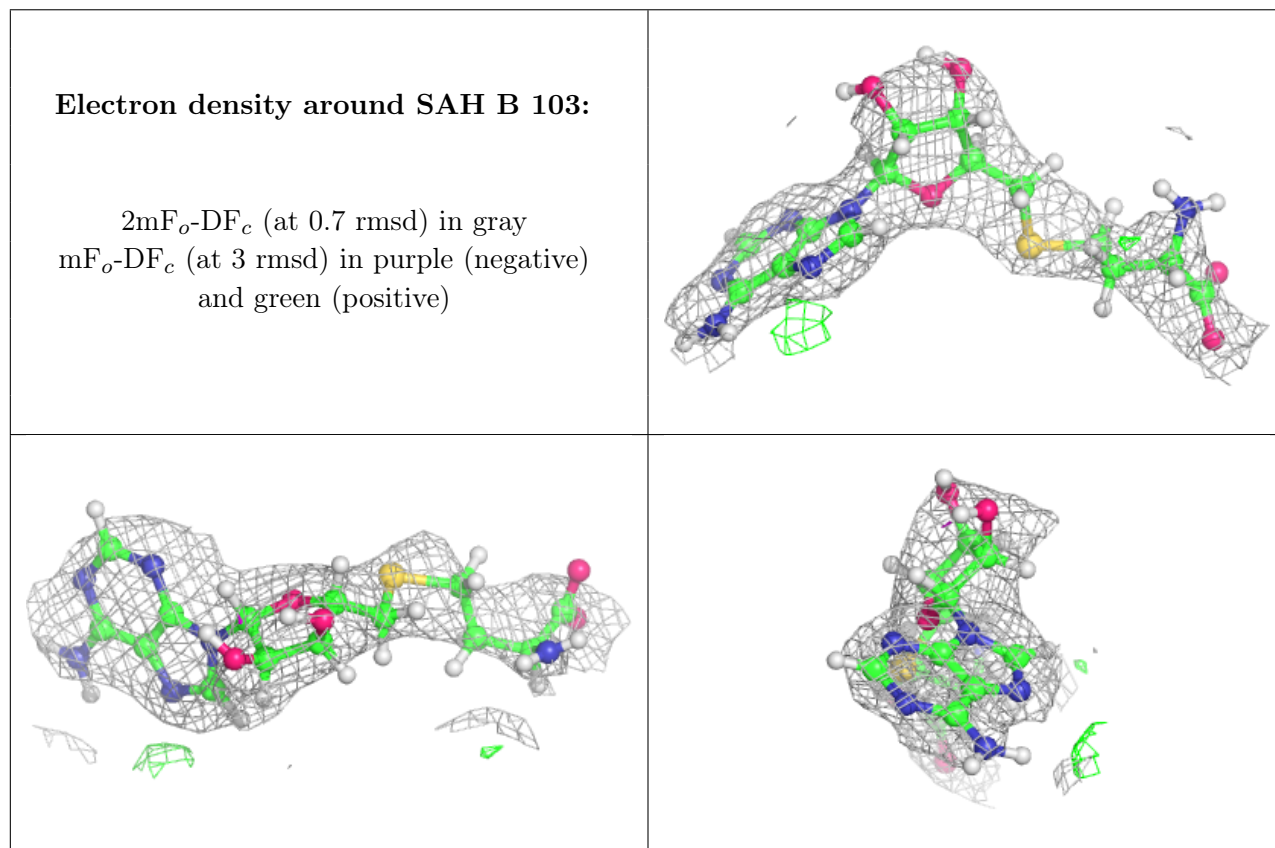 Electron density around SAH B 103:
2mFo-DFc (at 0.7 rmsd) in gray
mFo-DFc (at 3 rmsd) in purple (negative)
and green (positive)